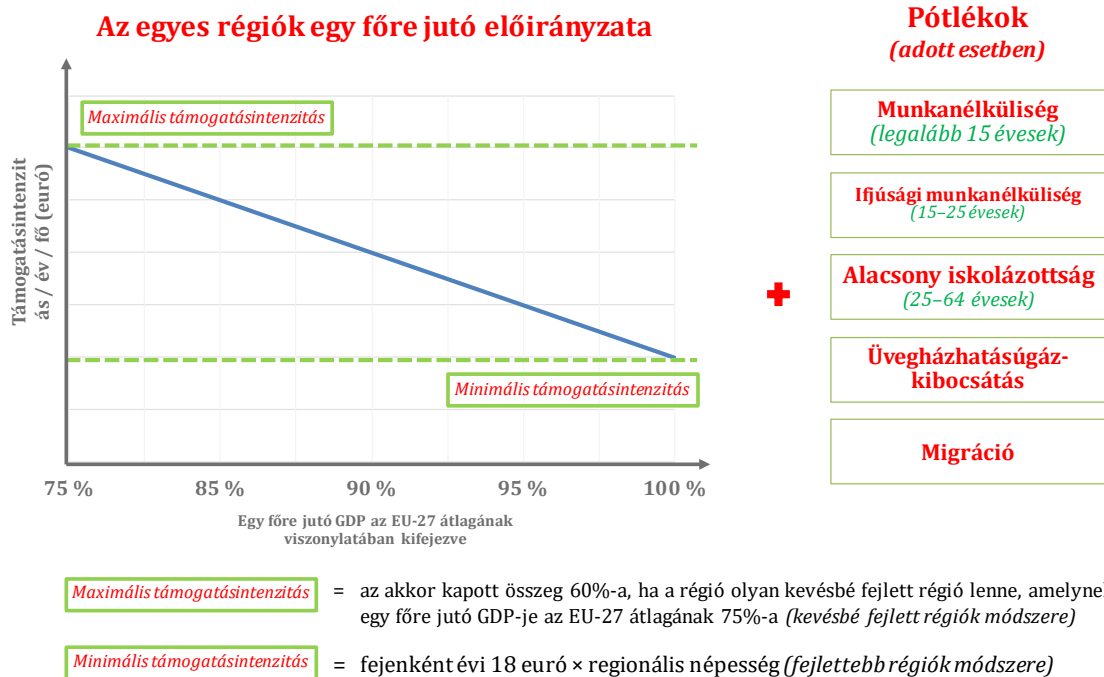 Az egyes régiók egy főre jutó előirányzata
Pótlékok
(adott esetben)
Maximális támogatásintenzitás
Munkanélküliség
(legalább 15 évesek)
Ifjúsági munkanélküliség
(15–25 évesek)
Támogatásintenzit
ás / év / fő (euró)
Alacsony iskolázottság
(25–64 évesek)
Üvegházhatásúgáz-
kibocsátás
Minimális támogatásintenzitás
Migráció
75 % 85 % 90 % 95 % 100 %
Egy főre jutó GDP az EU-27 átlagának
viszonylatában kifejezve
Maximális támogatásintenzitás = az akkor kapott összeg 60%-a, ha a régió olyan kevésbé fejlett régió lenne, amelynek
egy főre jutó GDP-je az EU-27 átlagának 75%-a (kevésbé fejlett régiók módszere)
Minimális támogatásintenzitás = fejenként évi 18 euró × regionális népesség (fejlettebb régiók módszere)